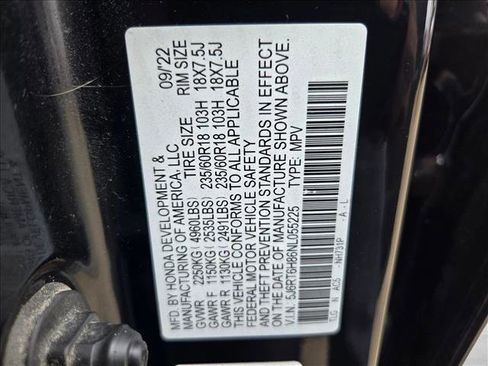 MFD. BY HONDA DEVELOPMENT & 09/22
MANUFACTURING OF AMERICA, LLC
TIRE SIZE RIM SIZE
GVWR 2250KG (4960LBS)
GAWR F 1150KG (2535LBS) 235/60R18 103H 18X7.5J
GAWR R 1130KG (2491LBS) 235/60R18 103H 18X7.5J
THIS VEHICLE CONFORMS TO ALL APPLICABLE
FEDERAL MOTOR VEHICLE SAFETY
AND THEFT PREVENTION STANDARDS IN EFFECT
ON THE DATE OF MANUFACTURE SHOWN ABOVE.
V.I.N. 5J6RT6H86NL055225 TYPE: MPV
NH731P - A - L